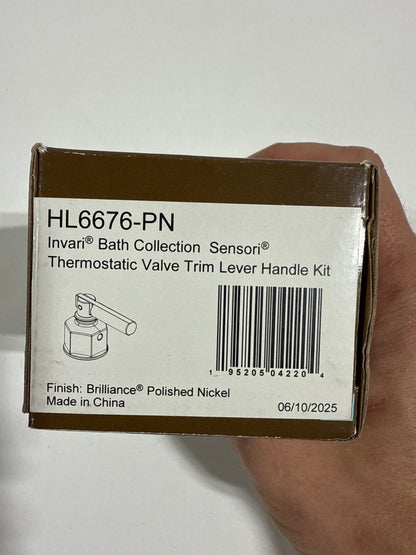 HL6676-PN
Invari® Bath Collection Sensori®
Thermostatic Valve Trim Lever Handle Kit
1 95205 04220 4
Finish: Brilliance® Polished Nickel
Made in China
06/10/2025